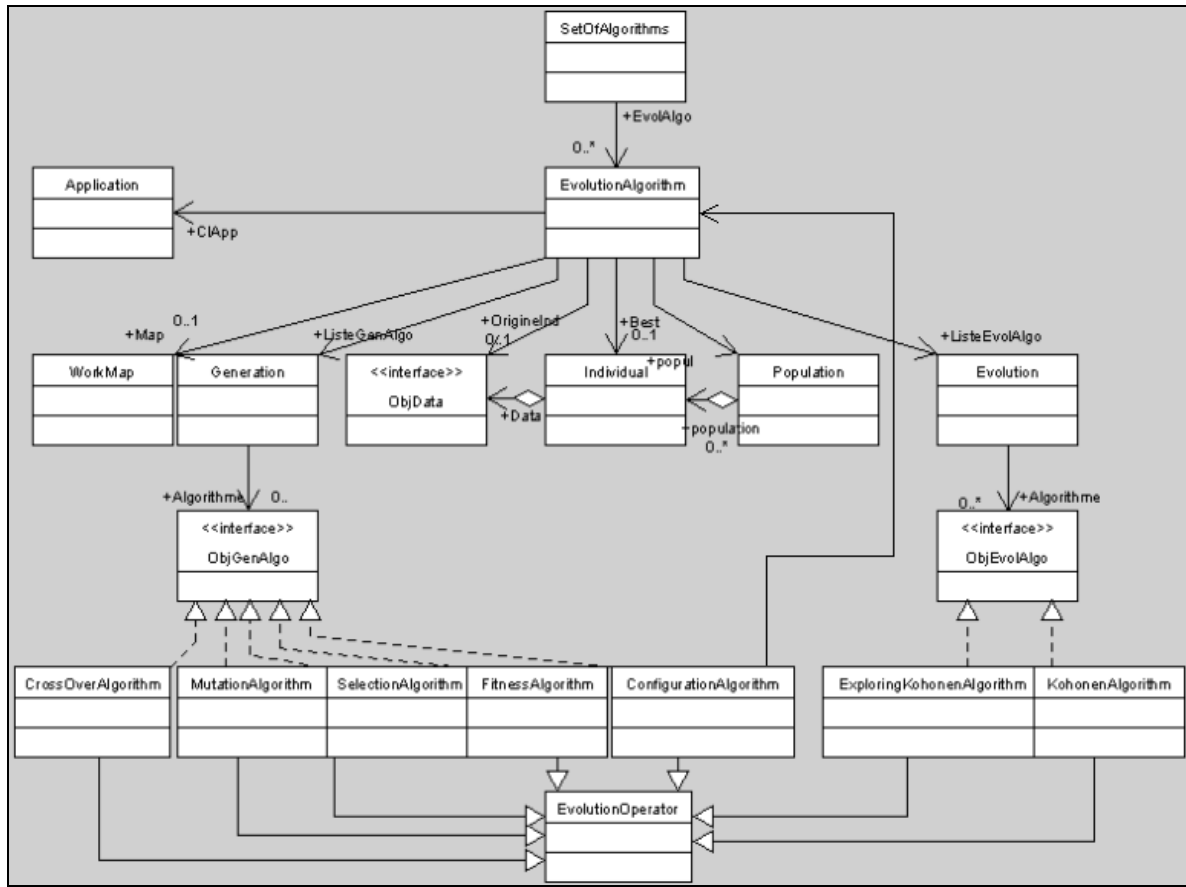 SetOfAlgorithms
+EvolAlgo
0..*
Application
EvolutionAlgorithm
+ClApp
+Map
0..1
+ListeGenAlgo
+OrigineInd
0..1
+Best
0..1
+popul
+ListeEvolAlgo
WorkMap
Generation
<<interface>>
ObjData
Individual
Population
Evolution
+Data
+population
0..*
+Algorithme
0..
<<interface>>
ObjGenAlgo
0..*
+Algorithme
<<interface>>
ObjEvolAlgo
CrossOverAlgorithm
MutationAlgorithm
SelectionAlgorithm
FitnessAlgorithm
ConfigurationAlgorithm
ExploringKohonenAlgorithm
KohonenAlgorithm
EvolutionOperator